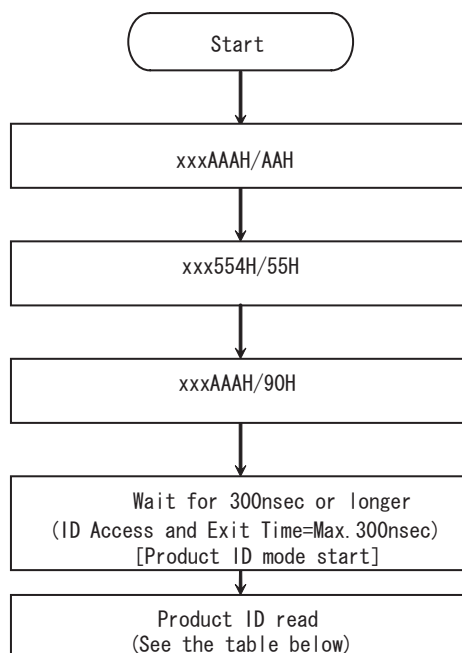 Start
xxxAAAH/AAH
xxx554H/55H
xxxAAAH/90H
Wait for 300nsec or longer
(ID Access and Exit Time=Max.300nsec)
[Product ID mode start]
Product ID read
(See the table below)